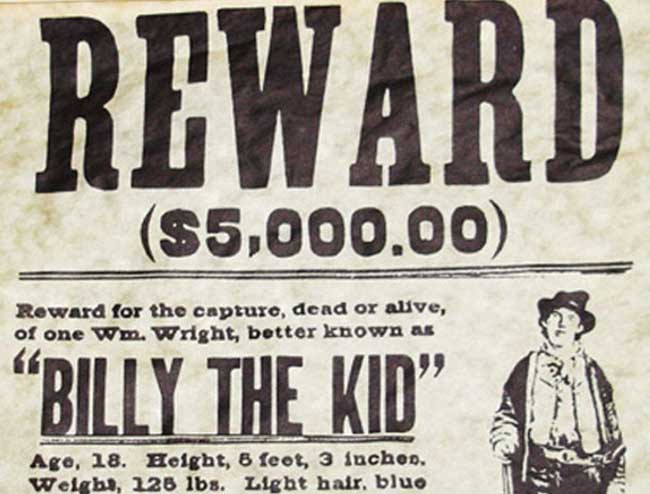 REWARD
($5,000.00)
Reward for the capture, dead or alive,
of one Wm. Wright, better known as
"BILLY THE KID"
Age, 18. Height, 5 feet, 3 inches.
Weight, 125 lbs. Light hair, blue